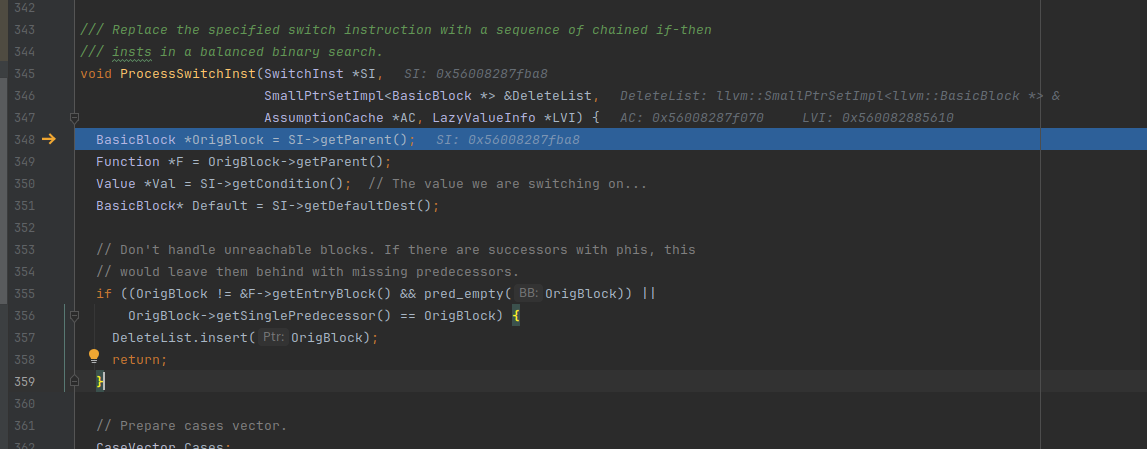 342
343 /// Replace the specified switch instruction with a sequence of chained if-then
344 /// insts in a balanced binary search.
345 void ProcessSwitchInst(SwitchInst *SI,   SI: 0x56008287fba8
346                        SmallPtrSetImpl<BasicBlock *> &DeleteList,   DeleteList: llvm::SmallPtrSetImpl<llvm::BasicBlock *> &
347                        AssumptionCache *AC, LazyValueInfo *LVI) {   AC: 0x56008287f070     LVI: 0x560082885610
348   BasicBlock *OrigBlock = SI->getParent();   SI: 0x56008287fba8
349   Function *F = OrigBlock->getParent();
350   Value *Val = SI->getCondition();  // The value we are switching on...
351   BasicBlock* Default = SI->getDefaultDest();
352
353   // Don't handle unreachable blocks. If there are successors with phis, this
354   // would leave them behind with missing predecessors.
355   if ((OrigBlock != &F->getEntryBlock() && pred_empty( BB: OrigBlock)) ||
356       OrigBlock->getSinglePredecessor() == OrigBlock) {
357     DeleteList.insert( Ptr: OrigBlock);
358     return;
359   }
360
361   // Prepare cases vector.
362   CaseVector Cases;